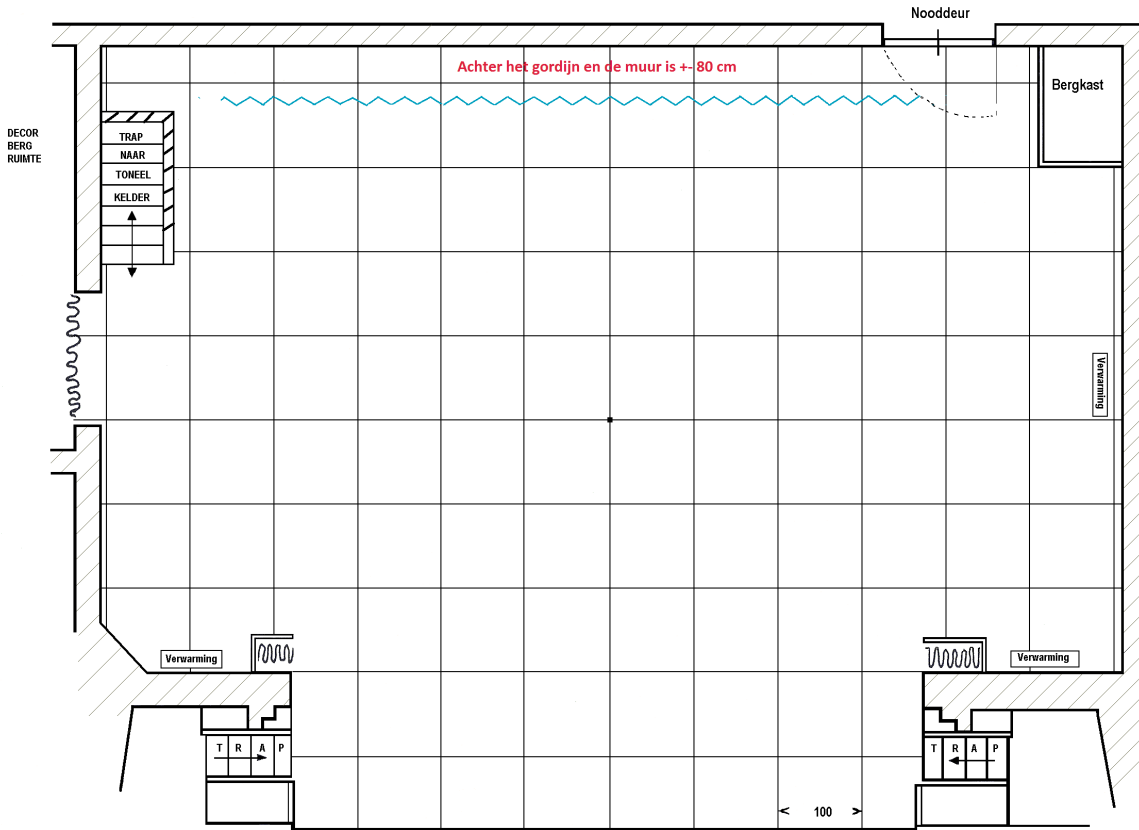 Nooddeur
Achter het gordijn en de muur is +- 80 cm
Bergkast
DECOR
BERG
RUIMTE
TRAP
NAAR
TONEEL
KELDER
Verwarming
Verwarming
Verwarming
T R A P
T R A P
100